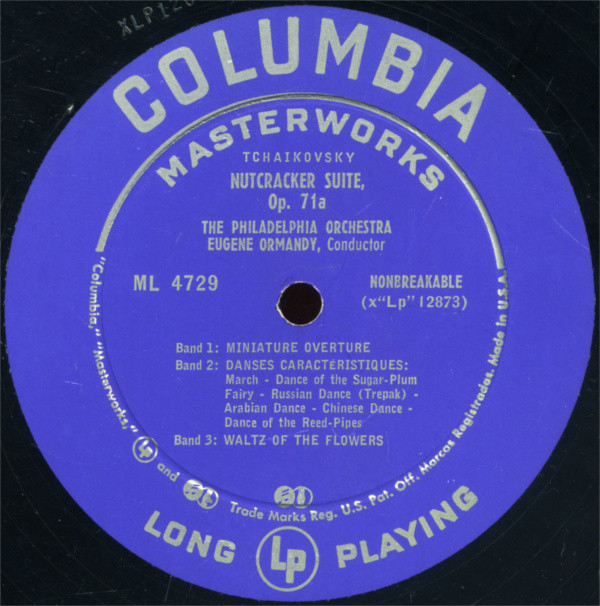 XLP12
COLUMBIA
MASTERWORKS
TCHAIKOVSKY
NUTCRACKER SUITE,
Op. 71a
THE PHILADELPHIA ORCHESTRA
EUGENE ORMANDY, Conductor
ML 4729
NONBREAKABLE
(x"Lp" 12873)
Band 1: MINIATURE OVERTURE
Band 2: DANSES CARACTÉRISTIQUES:
March - Dance of the Sugar-Plum
Fairy - Russian Dance (Trepak) -
Arabian Dance - Chinese Dance -
Dance of the Reed-Pipes
Band 3: WALTZ OF THE FLOWERS
"Columbia," "Masterworks," Lp and Trade Marks Reg. U.S. Pat. Off. Marcas Registradas. Made in U.S.A.
LONG Lp PLAYING